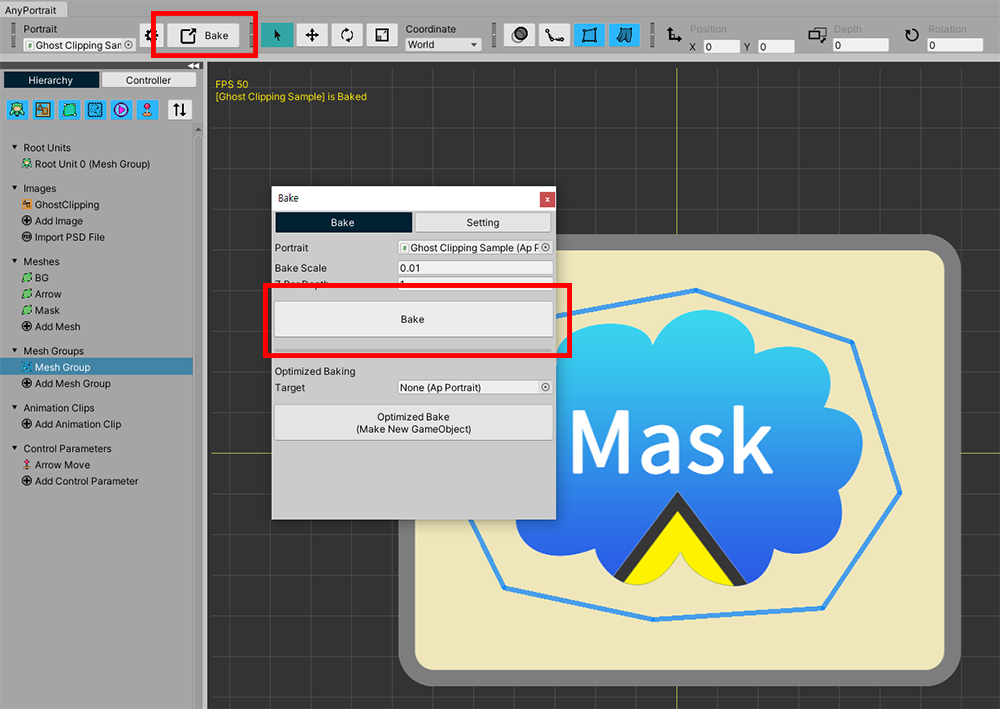 AnyPortrait
Portrait
Ghost Clipping San
Bake
Coordinate
World
Position
X 0 Y 0
Depth
0
Rotation
0
Hierarchy
Controller
FPS 50
[Ghost Clipping Sample] is Baked
Root Units
Root Unit 0 (Mesh Group)
Images
GhostClipping
Add Image
Import PSD File
Meshes
BG
Arrow
Mask
Add Mesh
Mesh Groups
Mesh Group
Add Mesh Group
Animation Clips
Add Animation Clip
Control Parameters
Arrow Move
Add Control Parameter
Bake
x
Bake
Setting
Portrait
Ghost Clipping Sample (Ap P
Bake Scale
0.01
Z Per Depth
1
Bake
Optimized Baking
Target
None (Ap Portrait)
Optimized Bake
(Make New GameObject)
Mask